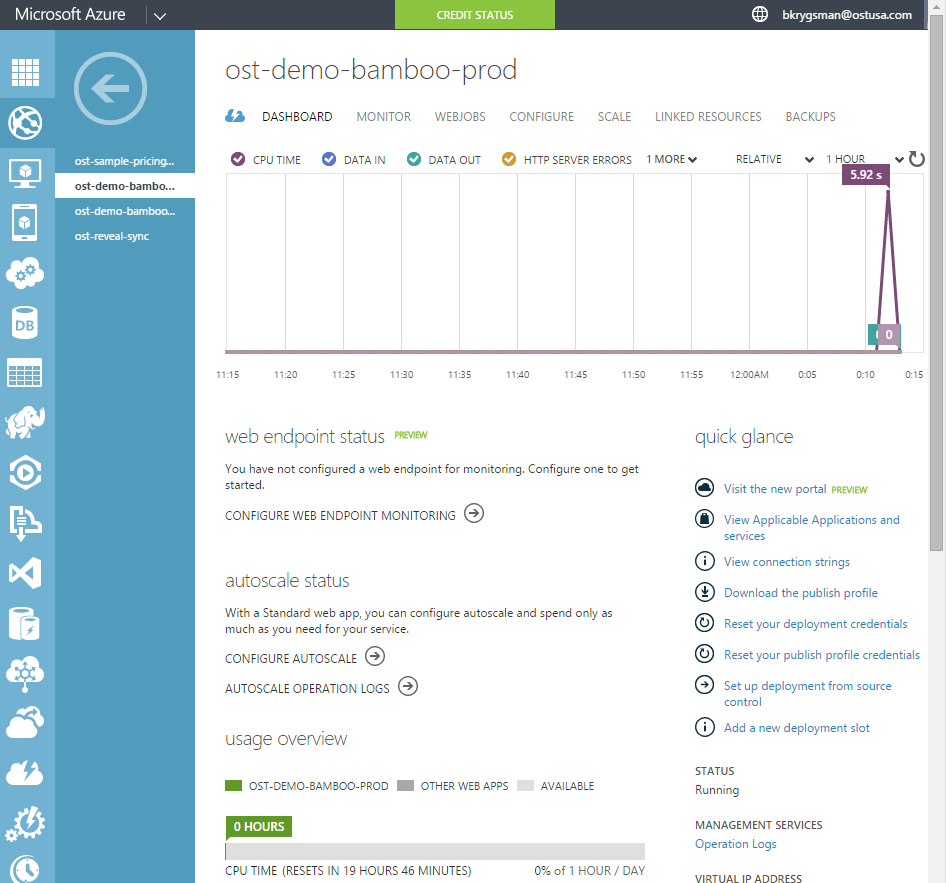 Microsoft Azure
CREDIT STATUS
bkrygsman@ostusa.com
ost-sample-pricing...
ost-demo-bambo...
ost-demo-bamboo...
ost-reveal-sync
DB
ost-demo-bamboo-prod
DASHBOARD MONITOR WEBJOBS CONFIGURE SCALE LINKED RESOURCES BACKUPS
CPU TIME DATA IN DATA OUT HTTP SERVER ERRORS 1 MORE RELATIVE 1 HOUR
5.92 s
0
11:15 11:20 11:25 11:30 11:35 11:40 11:45 11:50 11:55 12:00AM 0:05 0:10 0:15
web endpoint status PREVIEW
You have not configured a web endpoint for monitoring. Configure one to get
started.
CONFIGURE WEB ENDPOINT MONITORING
autoscale status
With a Standard web app, you can configure autoscale and spend only as
much as you need for your service.
CONFIGURE AUTOSCALE
AUTOSCALE OPERATION LOGS
usage overview
OST-DEMO-BAMBOO-PROD OTHER WEB APPS AVAILABLE
0 HOURS
CPU TIME (RESETS IN 19 HOURS 46 MINUTES) 0% of 1 HOUR / DAY
quick glance
Visit the new portal PREVIEW
View Applicable Applications and
services
View connection strings
Download the publish profile
Reset your deployment credentials
Reset your publish profile credentials
Set up deployment from source
control
Add a new deployment slot
STATUS
Running
MANAGEMENT SERVICES
Operation Logs
VIRTUAL IP ADDRESS